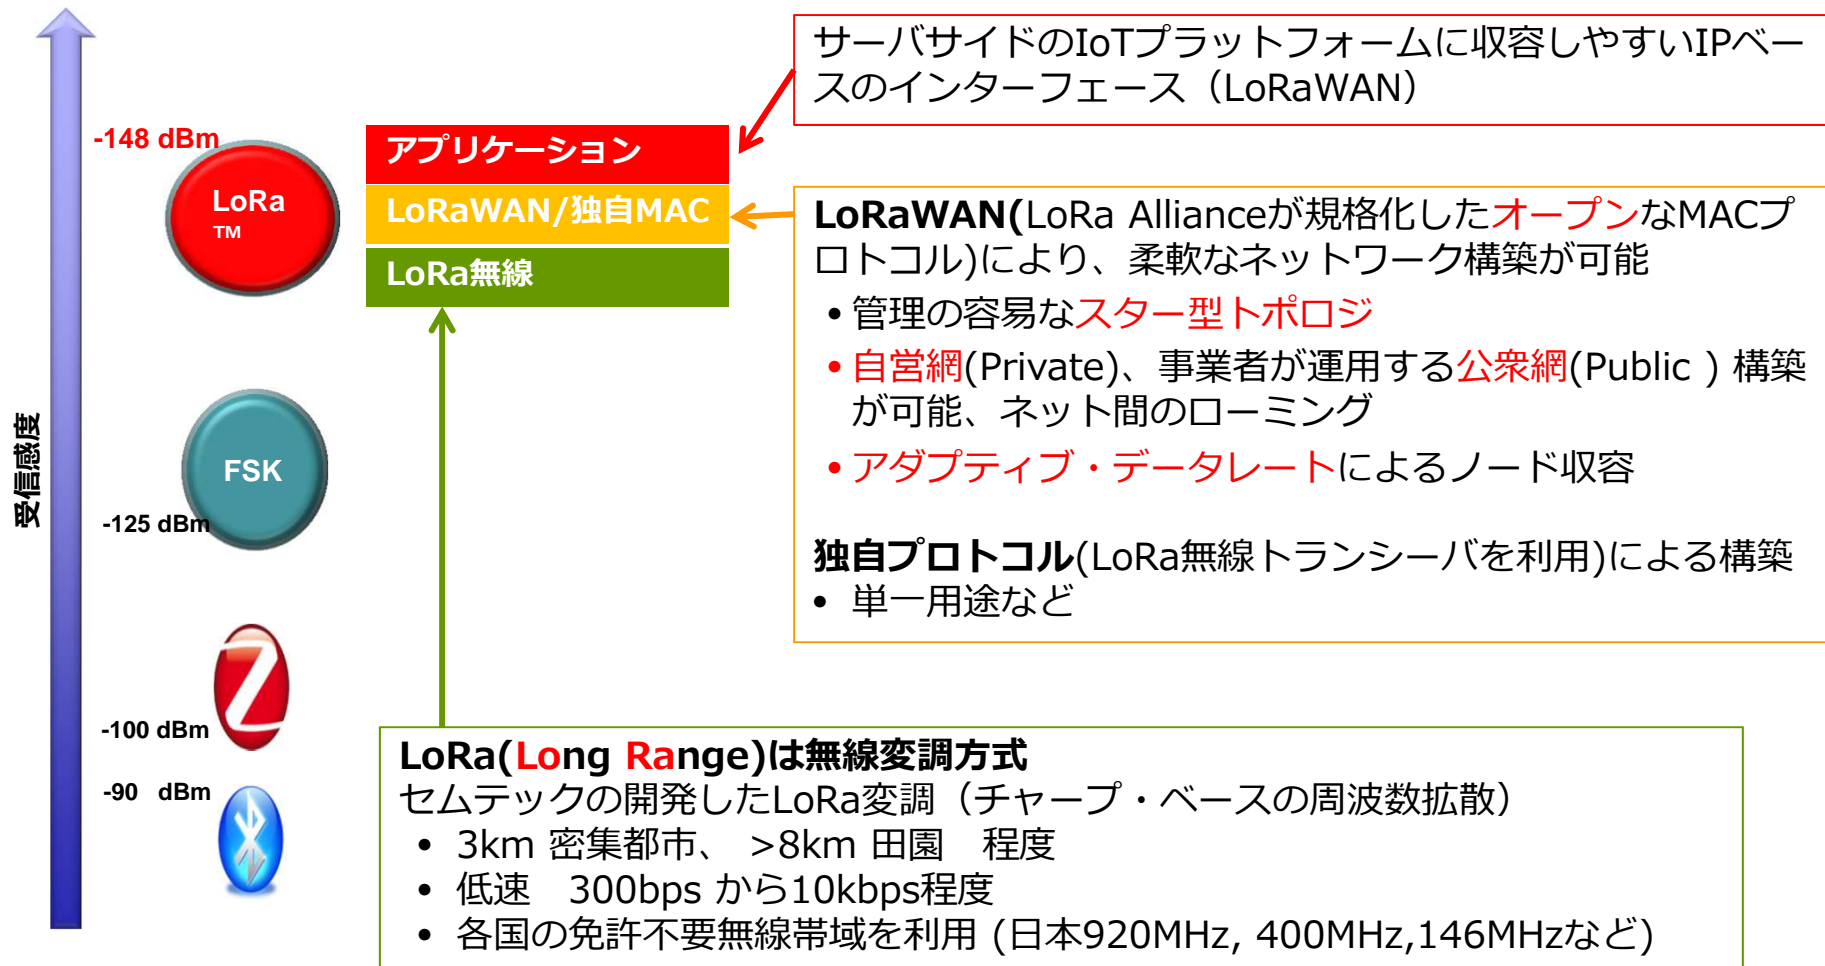 サーバサイドのIoTプラットフォームに収容しやすいIPベー
スのインターフェース（LoRaWAN）
-148 dBm
LoRa
TM
アプリケーション
LoRaWAN/独自MAC
LoRa無線
LoRaWAN(LoRa Allianceが規格化したオープンなMACプ
ロトコル)により、柔軟なネットワーク構築が可能
• 管理の容易なスター型トポロジ
• 自営網(Private)、事業者が運用する公衆網(Public ) 構築
が可能、ネット間のローミング
• アダプティブ・データレートによるノード収容
独自プロトコル(LoRa無線トランシーバを利用)による構築
• 単一用途など
受信感度
FSK
-125 dBm
Z
-100 dBm
-90 dBm
LoRa(Long Range)は無線変調方式
セムテックの開発したLoRa変調（チャープ・ベースの周波数拡散）
• 3km 密集都市、 >8km 田園　程度
• 低速　300bps から10kbps程度
• 各国の免許不要無線帯域を利用 (日本920MHz, 400MHz,146MHzなど)